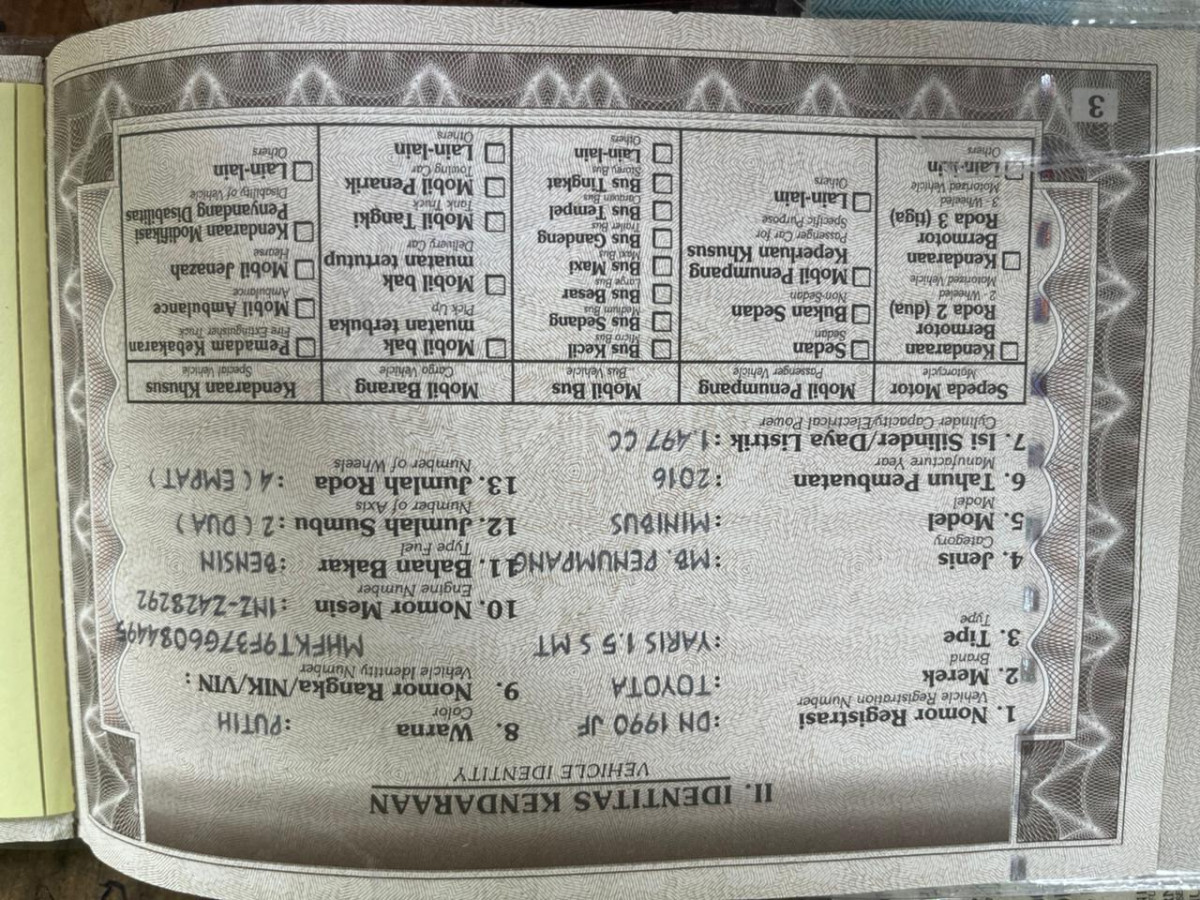 II. IDENTITAS KENDARAAN
VEHICLE IDENTITY
1. Nomor Registrasi : DN 1990 JF
Vehicle Registration Number
2. Merek : TOYOTA
Brand
3. Tipe : YARIS 1.5 S MT
Type
4. Jenis : MB. PENUMPANG
Category
5. Model : MINIBUS
Model
6. Tahun Pembuatan : 2016
Manufacture Year
7. Isi Silinder/Daya Listrik : 1.497 CC
Cylinder Capacity/Electrical Power
8. Warna : PUTIH
Color
9. Nomor Rangka/NIK/VIN :
Vehicle Identity Number
MHFKT9F37G6084495
10. Nomor Mesin : 1NZ-Z428292
Engine Number
11. Bahan Bakar : BENSIN
Type Fuel
12. Jumlah Sumbu : 2 ( DUA )
Number of Axis
13. Jumlah Roda : 4 ( EMPAT )
Number of Wheels
Sepeda Motor
Motorcycle
Kendaraan
Bermotor
Roda 2 (dua)
2 - Wheeled
Motorized Vehicle
Kendaraan
Bermotor
Roda 3 (tiga)
3 - Wheeled
Motorized Vehicle
Lain-lain
Others
Mobil Penumpang
Passenger Vehicle
Sedan
Sedan
Bukan Sedan
Non-Sedan
Mobil Penumpang
Keperluan Khusus
Passenger Car for
Specific Purpose
Lain-lain
Others
Mobil Bus
Bus Vehicle
Bus Kecil
Micro Bus
Bus Sedang
Medium Bus
Bus Besar
Large Bus
Bus Maxi
Maxi Bus
Bus Gandeng
Trailer Bus
Bus Tempel
Caravan Bus
Bus Tingkat
Storey Bus
Lain-lain
Others
Mobil Barang
Cargo Vehicle
Mobil bak
muatan terbuka
Pick Up
Mobil bak
muatan tertutup
Delivery Car
Mobil Tangki
Tank Truck
Mobil Penarik
Towing Car
Lain-lain
Others
Kendaraan Khusus
Special Vehicle
Pemadam Kebakaran
Fire Extinguisher Truck
Mobil Ambulance
Ambulance
Mobil Jenazah
Hearse
Kendaraan Modifikasi
Penyandang Disabilitas
Disability of Vehicle
Lain-lain
Others
3